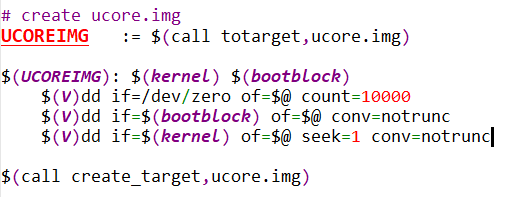 # create ucore.img
UCOREIMG := $(call totarget,ucore.img)
$(UCOREIMG): $(kernel) $(bootblock)
$(V)dd if=/dev/zero of=$@ count=10000
$(V)dd if=$(bootblock) of=$@ conv=notrunc
$(V)dd if=$(kernel) of=$@ seek=1 conv=notrunc
$(call create_target,ucore.img)